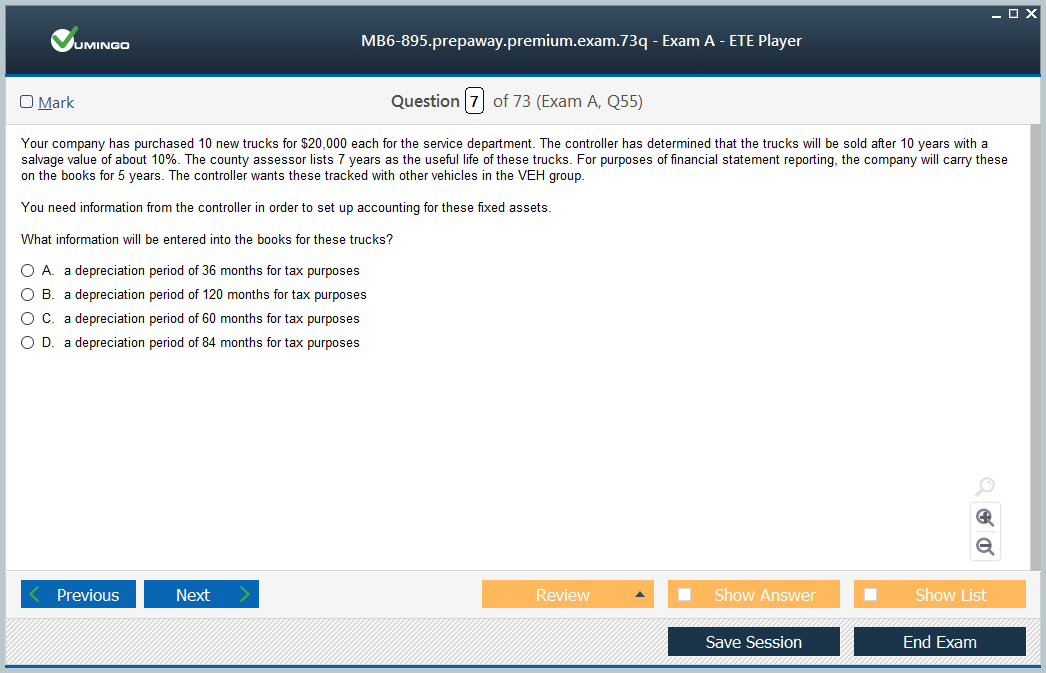 VUMINGO
MB6-895.prepaway.premium.exam.73q - Exam A - ETE Player
Mark
Question 7 of 73 (Exam A, Q55)
Your company has purchased 10 new trucks for $20,000 each for the service department. The controller has determined that the trucks will be sold after 10 years with a
salvage value of about 10%. The county assessor lists 7 years as the useful life of these trucks. For purposes of financial statement reporting, the company will carry these
on the books for 5 years. The controller wants these tracked with other vehicles in the VEH group.
You need information from the controller in order to set up accounting for these fixed assets.
What information will be entered into the books for these trucks?
A. a depreciation period of 36 months for tax purposes
B. a depreciation period of 120 months for tax purposes
C. a depreciation period of 60 months for tax purposes
D. a depreciation period of 84 months for tax purposes
Previous
Next
Review
Show Answer
Show List
Save Session
End Exam